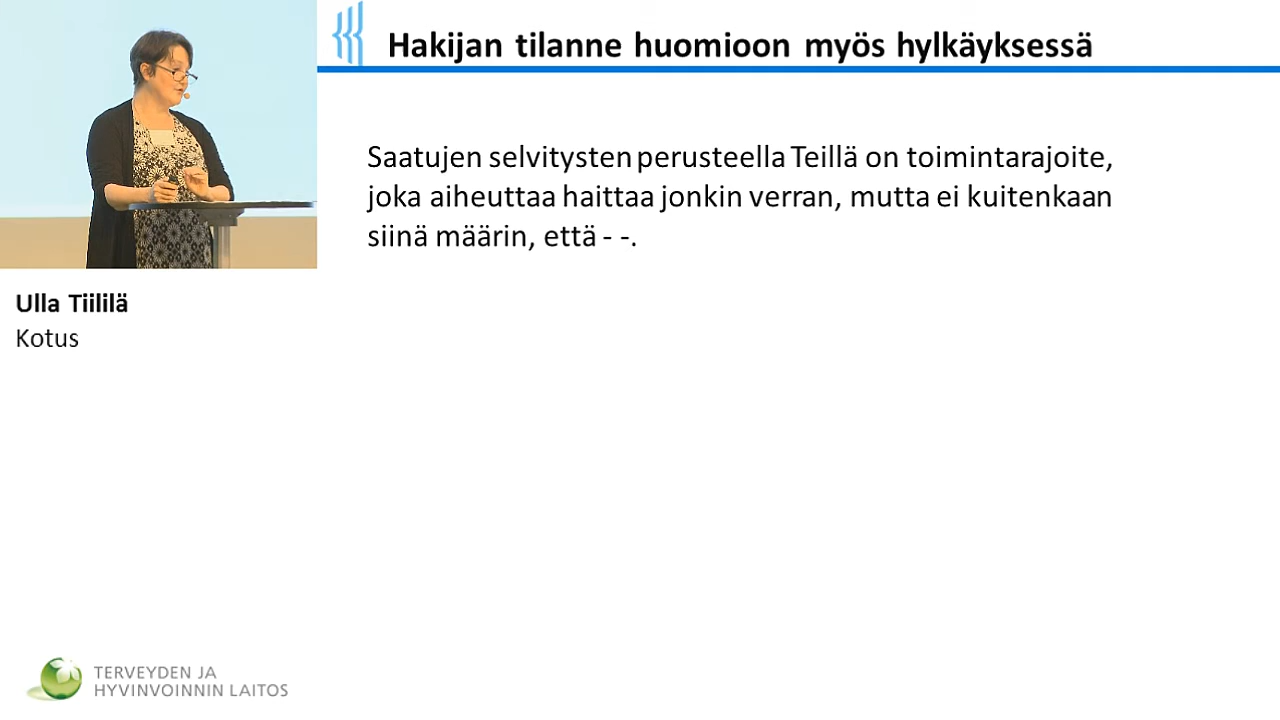 Hakijan tilanne huomioon myös hylkäyksessä
Saatujen selvitysten perusteella Teillä on toimintarajoite,
joka aiheuttaa haittaa jonkin verran, mutta ei kuitenkaan
siinä määrin, että - -.
Ulla Tiililä
Kotus
TERVEYDEN JA
HYVINVOINNIN LAITOS